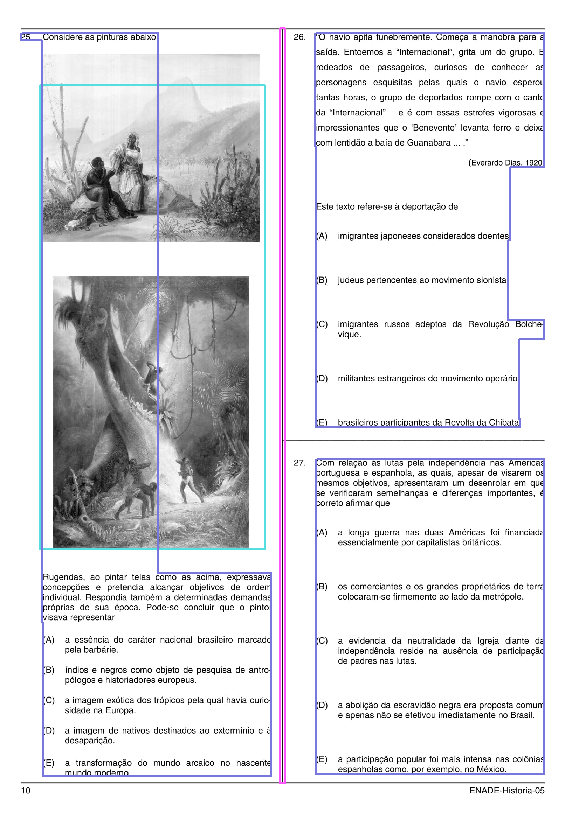 25. Considere as pinturas abaixo
Rugendas, ao pintar telas como as acima, expressava
concepções e pretendia alcançar objetivos de ordem
individual. Respondia também a determinadas demandas
próprias de sua época. Pode-se concluir que o pinto-
visava representar
(A) a essência do caráter nacional brasileiro marcado
pela barbárie.
(B) índios e negros como objeto de pesquisa de antro-
pólogos e historiadores europeus.
(C) a imagem exótica dos trópicos pela qual havia curio-
sidade na Europa.
(D) a imagem de nativos destinados ao extermínio e à
desaparição.
(E) a transformação do mundo arcaico no nascente
mundo moderno
26. "O navio apita funebremente. Começa a manobra para a
saída. Entoemos a "Internacional", grita um do grupo. E
rodeados de passageiros, curiosos de conhecer as
personagens esquisitas pelas quais o navio esperou
tantas horas, o grupo de deportados rompe com o canto
da "Internacional" e é com essas estrofes vigorosas e
impressionantes que o 'Benevento' levanta ferro e deixa
com lentidão a baía de Guanabara ... ."
(Everardo Dias, 1920)
Este texto refere-se à deportação de
(A) imigrantes japoneses considerados doentes
(B) judeus pertencentes ao movimento sionista
(C) imigrantes russos adeptos da Revolução Bolche-
vique.
(D) militantes estrangeiros do movimento operário
(E) brasileiros participantes da Revolta da Chibata
27. Com relação às lutas pela independência nas Américas
portuguesa e espanhola, as quais, apesar de visarem os
mesmos objetivos, apresentaram um desenrolar em que
se verificaram semelhanças e diferenças importantes, é
correto afirmar que
(A) a longa guerra nas duas Américas foi financiada
essencialmente por capitalistas britânicos.
(B) os comerciantes e os grandes proprietários de terra
colocaram-se firmemente ao lado da metrópole.
(C) a evidência da neutralidade da Igreja diante da
independência reside na ausência de participação
de padres nas lutas.
(D) a abolição da escravidão negra era proposta comum
e apenas não se efetivou imediatamente no Brasil.
(E) a participação popular foi mais intensa nas colônias
espanholas como, por exemplo, no México.
10
ENADE-História-05